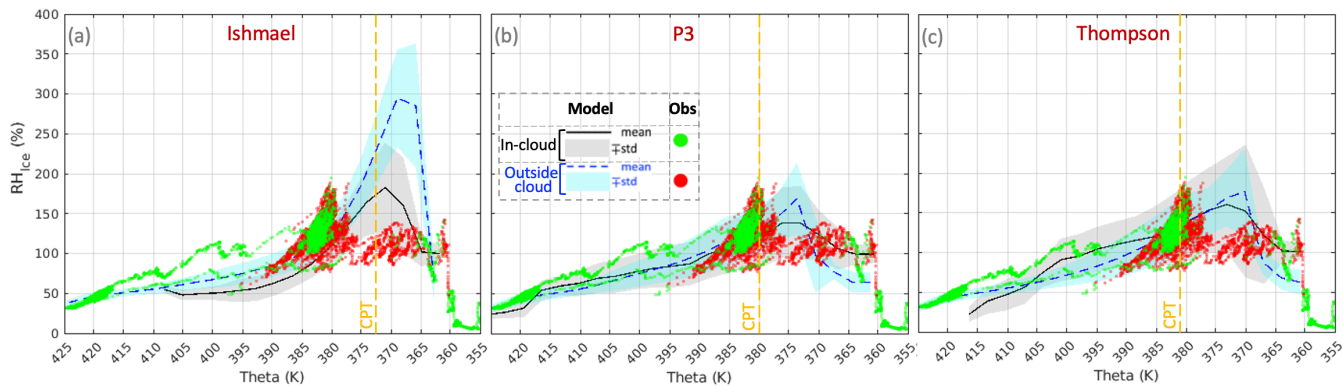 (a)
Ishmael
(b)
P3
(c)
Thompson
RH_Ice (%)
400
350
300
250
200
150
100
50
0
Model
Obs
In-cloud
mean
∓std
Outside
cloud
mean
∓std
CPT
CPT
CPT
425 420 415 410 405 400 395 390 385 380 375 370 365 360 355
420 415 410 405 400 395 390 385 380 375 370 365 360 355
420 415 410 405 400 395 390 385 380 375 370 365 360 355
Theta (K)
Theta (K)
Theta (K)